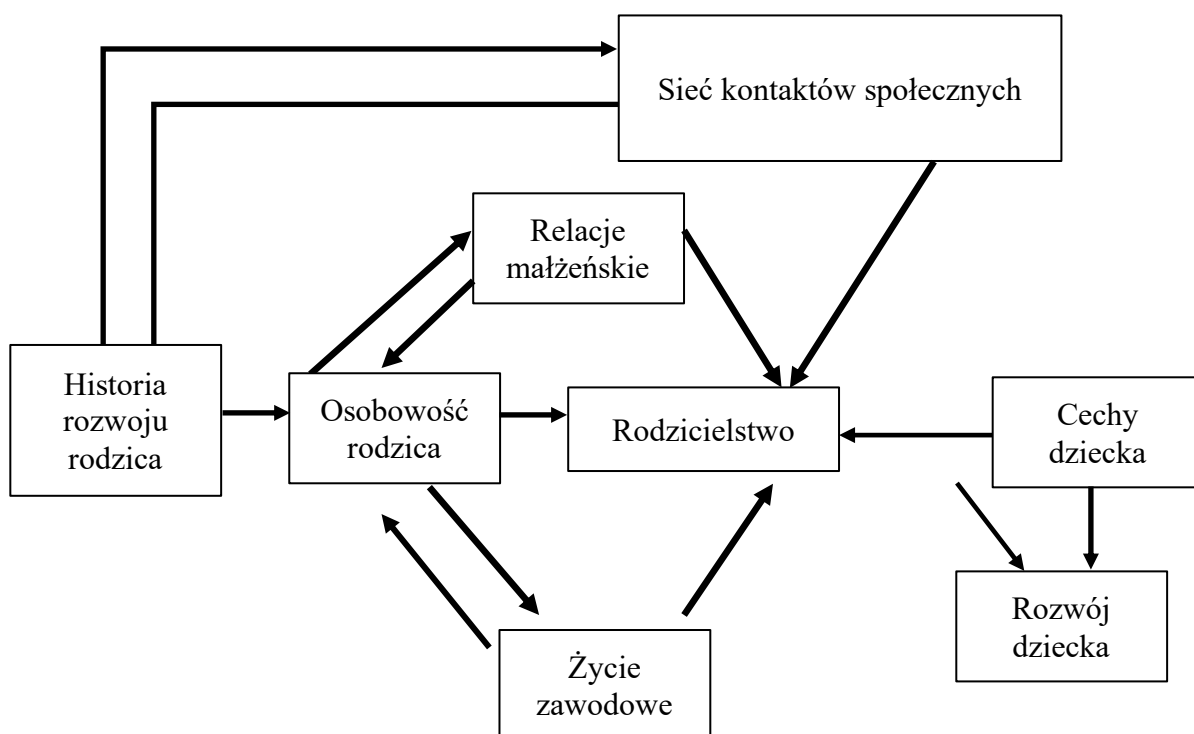 Sieć kontaktów społecznych
Relacje
małżeńskie
Historia
rozwoju
rodzica
Osobowość
rodzica
Rodzicielstwo
Cechy
dziecka
Rozwój
dziecka
Życie
zawodowe